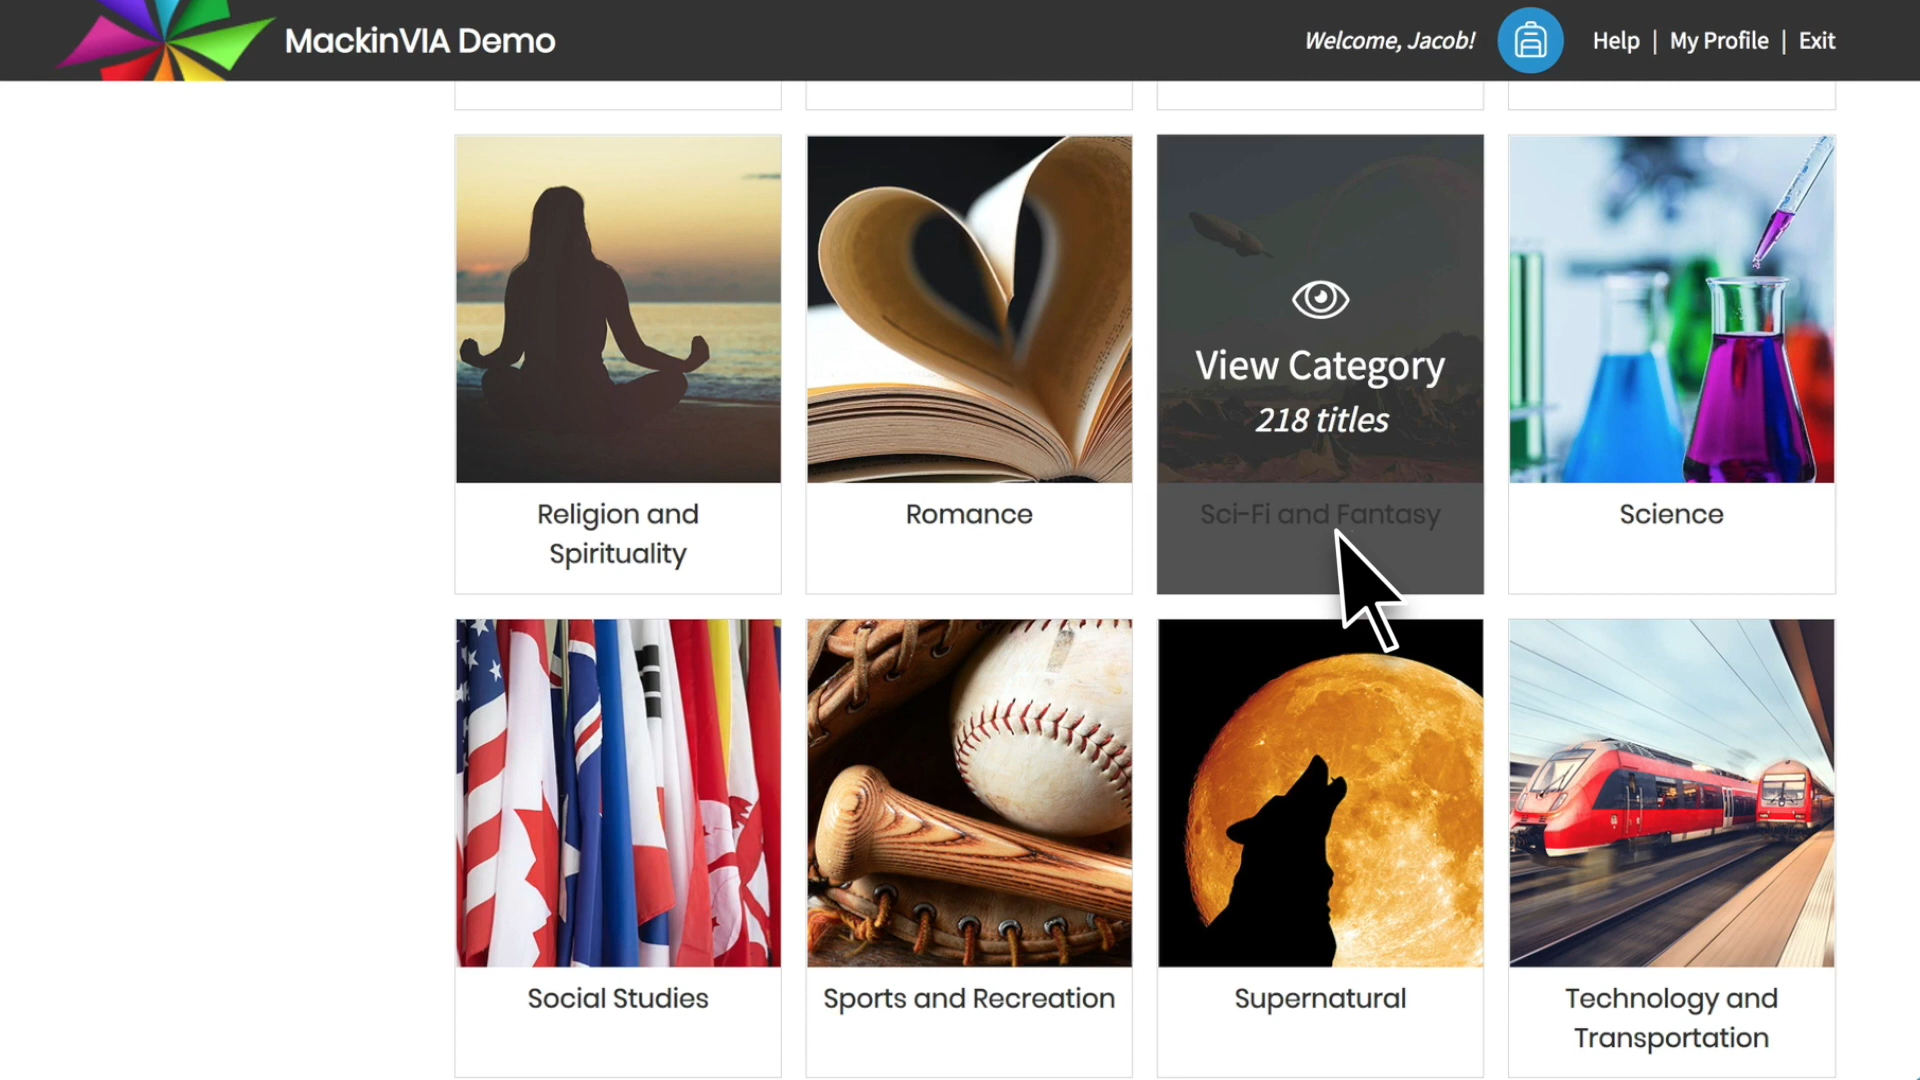 MackinVIA Demo
Welcome, Jacob!
Help | My Profile | Exit
View Category
218 titles
Religion and
Spirituality
Romance
Sci-Fi and Fantasy
Science
Social Studies
Sports and Recreation
Supernatural
Technology and
Transportation